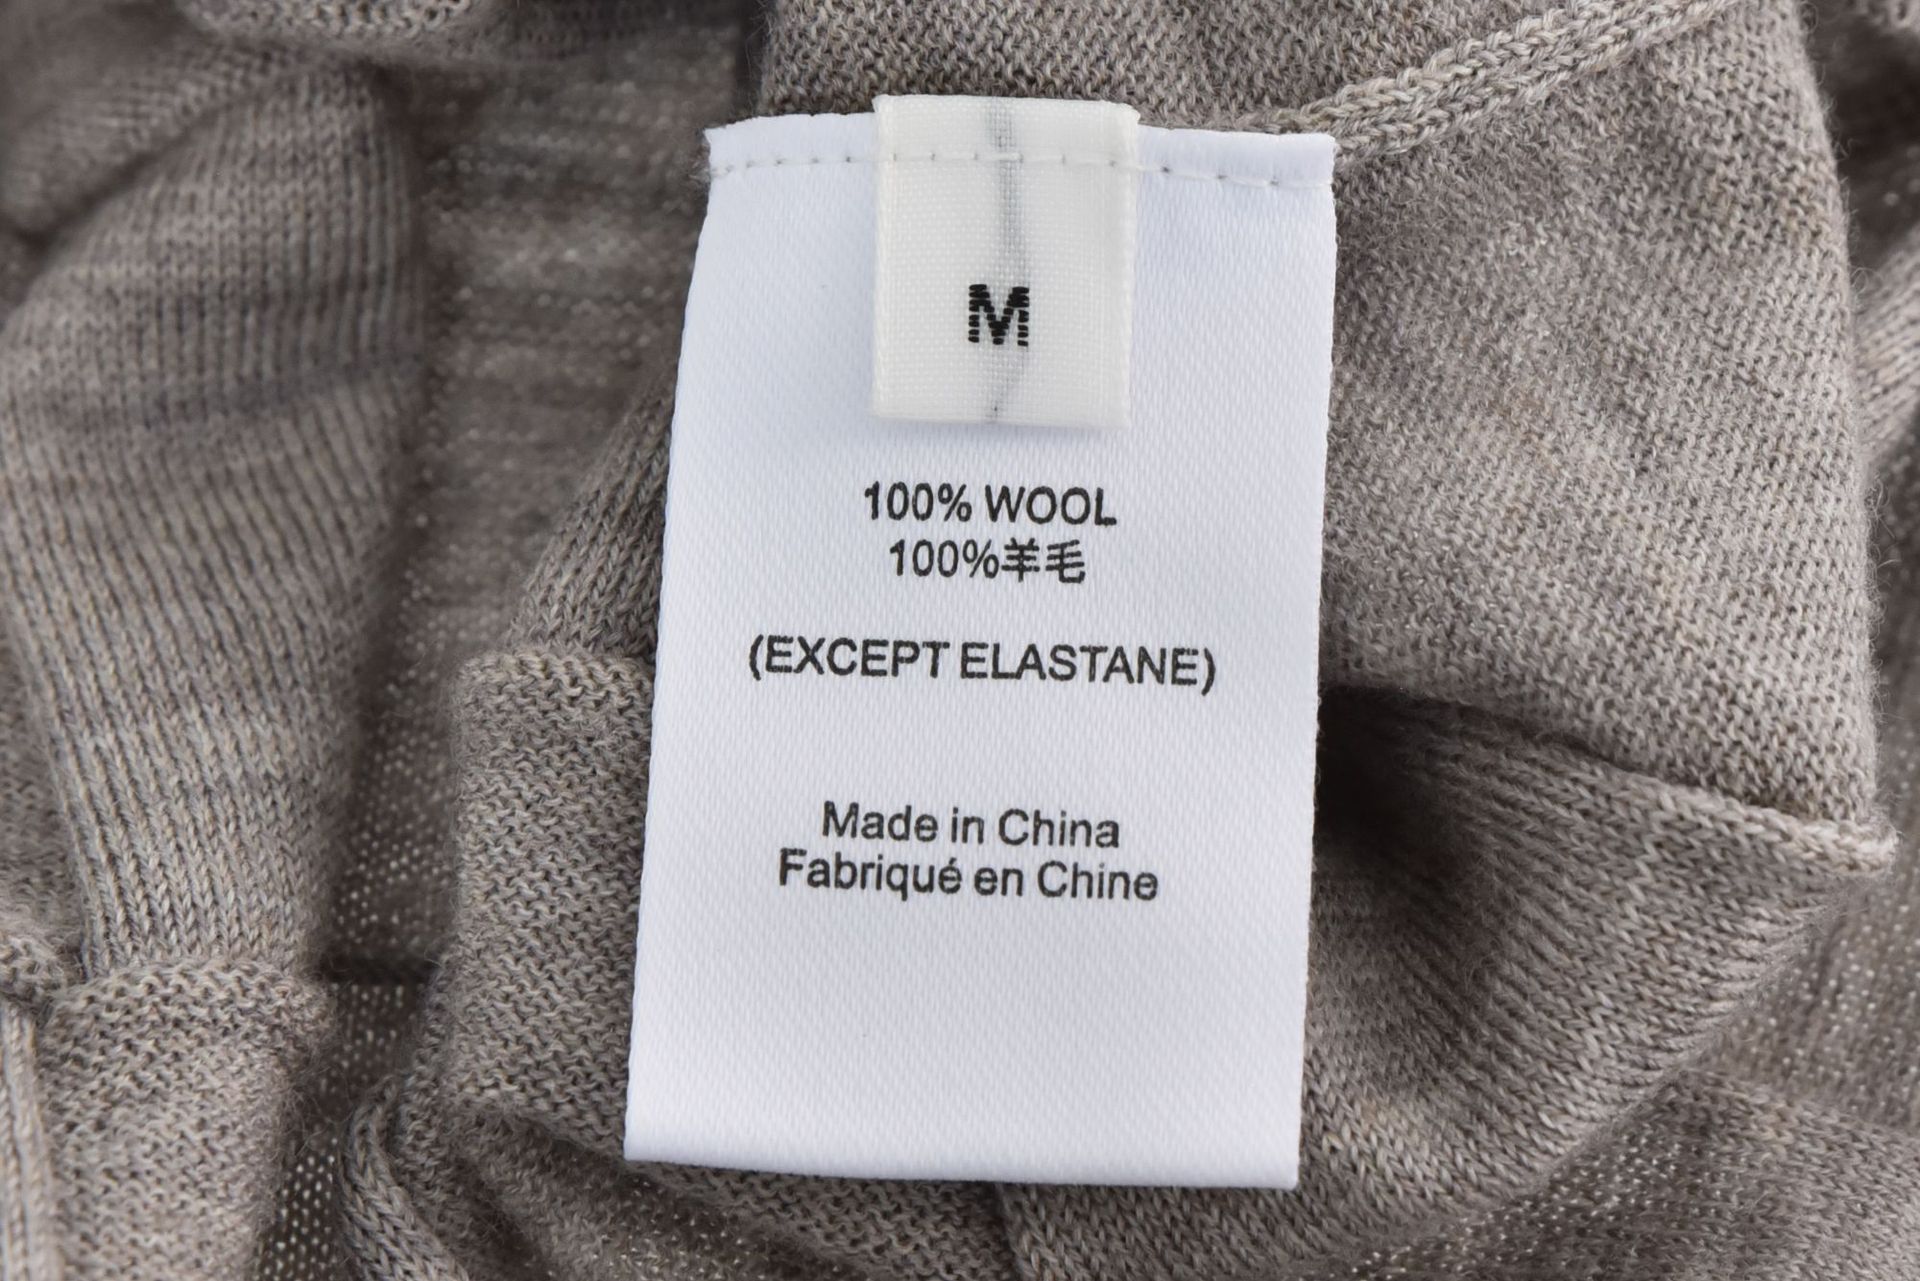 M
100% WOOL
100%羊毛
(EXCEPT ELASTANE)
Made in China
Fabriqué en Chine